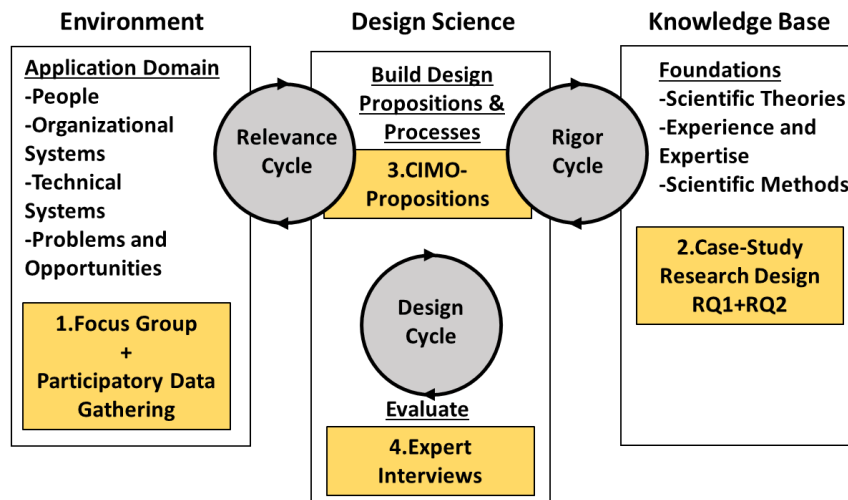 Environment
Design Science
Knowledge Base
Application Domain
-People
-Organizational
Systems
-Technical
Systems
-Problems and
Opportunities
1.Focus Group
+
Participatory Data
Gathering
Relevance
Cycle
Build Design
Propositions &
Processes
3.CIMO-
Propositions
Design
Cycle
Evaluate
4.Expert
Interviews
Rigor
Cycle
Foundations
-Scientific Theories
-Experience and
Expertise
-Scientific Methods
2.Case-Study
Research Design
RQ1+RQ2